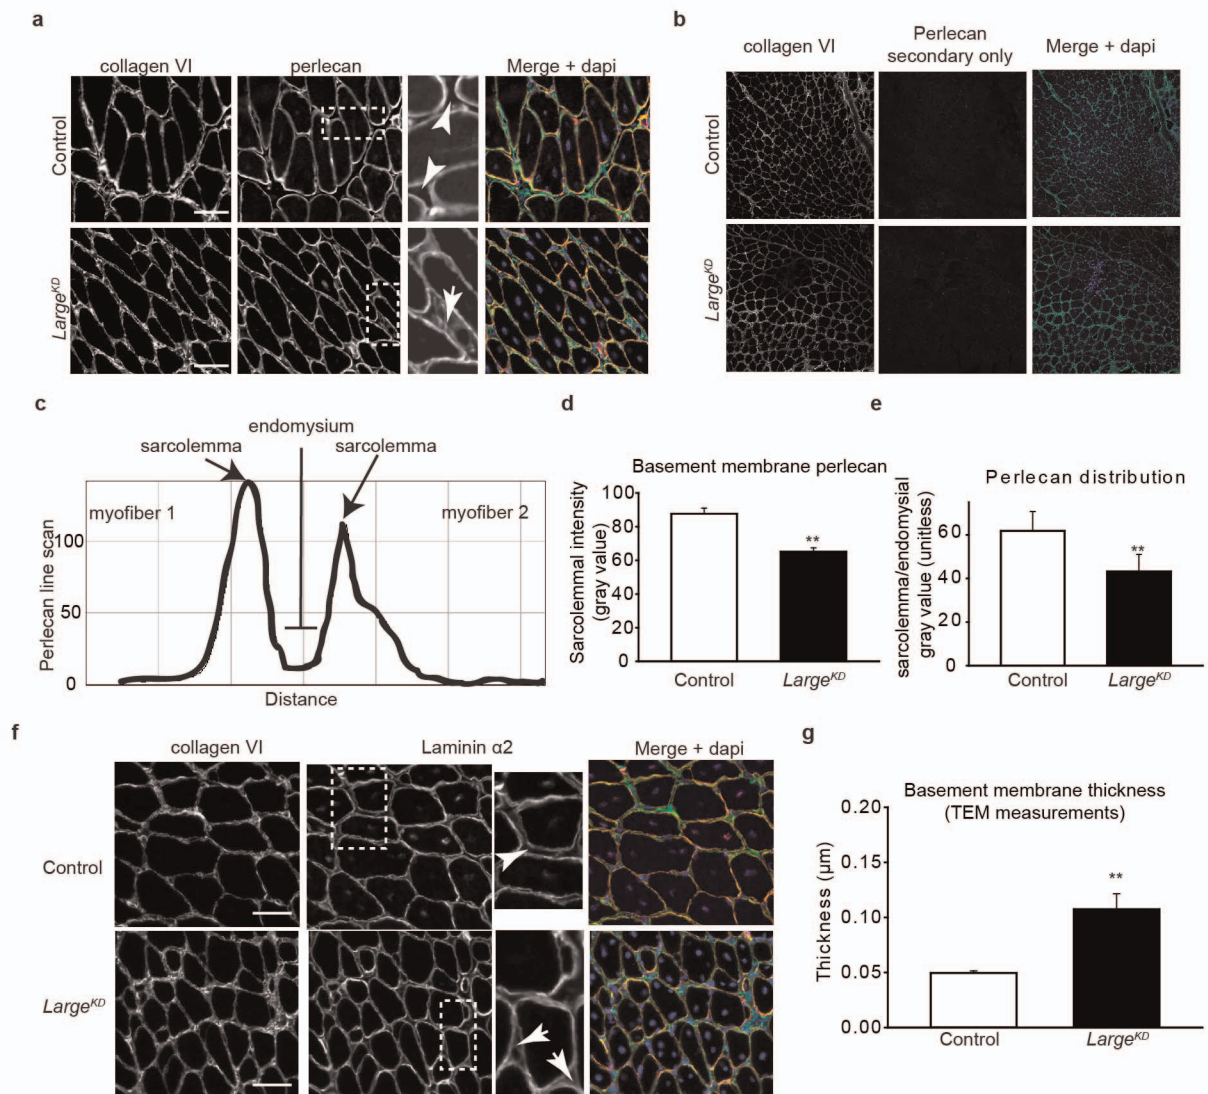 a
collagen VI
perlecan
Merge + dapi
Control
Large^KD
b
collagen VI
Perlecan
secondary only
Merge + dapi
Control
Large^KD
c
endomysium
sarcolemma
sarcolemma
myofiber 1
myofiber 2
Perlecan line scan
100
50
0
Distance
d
Basement membrane perlecan
Sarcolemmal intensity
(gray value)
100
80
60
40
20
0
**
Control
Large^KD
e
Perlecan distribution
sarcolemma/endomysial
gray value (unitless)
60
40
20
0
**
Control
Large^KD
f
collagen VI
Laminin α2
Merge + dapi
Control
Large^KD
g
Basement membrane thickness
(TEM measurements)
Thickness (μm)
0.20
0.15
0.10
0.05
0.00
**
Control
Large^KD